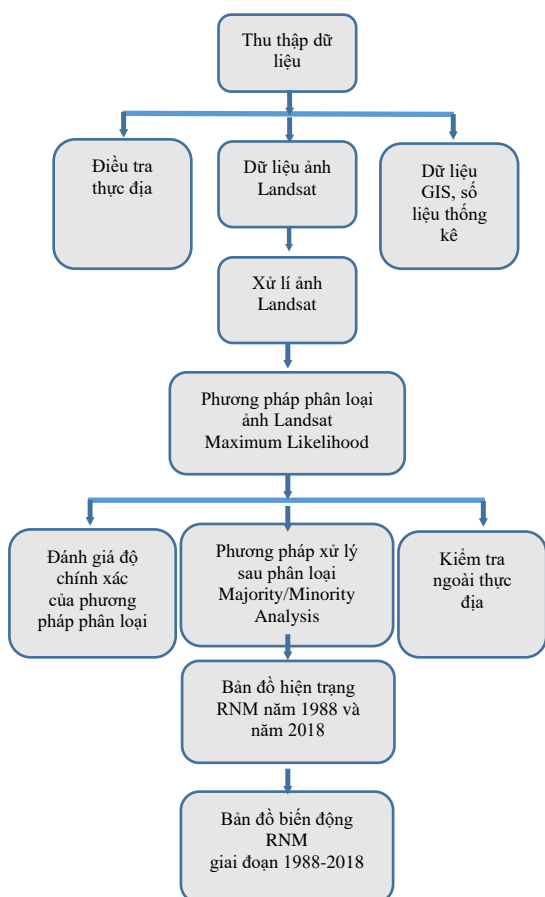 Thu thập dữ
liệu
Điều tra
thực địa
Dữ liệu ảnh
Landsat
Dữ liệu
GIS, số
liệu thống
kê
Xử lí ảnh
Landsat
Phương pháp phân loại
ảnh Landsat
Maximum Likelihood
Đánh giá độ
chính xác
của phương
pháp phân loại
Phương pháp xử lý
sau phân loại
Majority/Minority
Analysis
Kiểm tra
ngoài thực
địa
Bản đồ hiện trạng
RNM năm 1988 và
năm 2018
Bản đồ biến động
RNM
giai đoạn 1988-2018